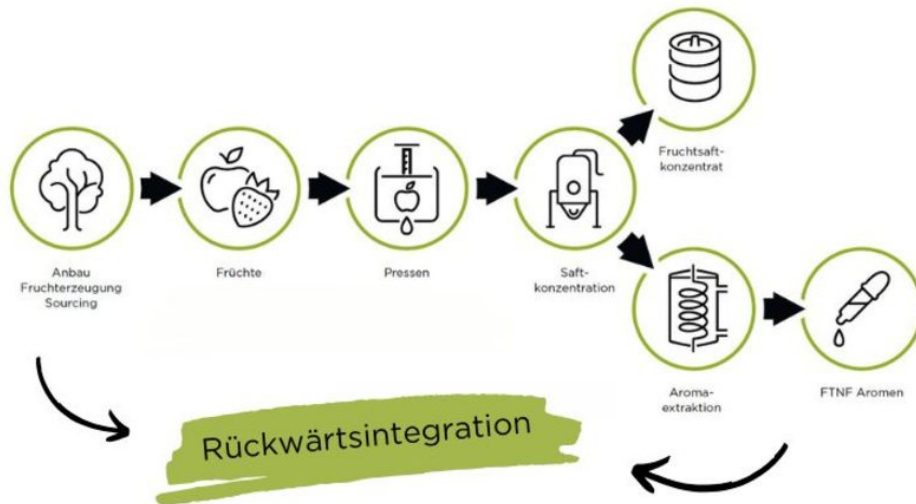 Fruchtsaft-
konzentrat
Anbau
Fruchterzeugung
Sourcing
Früchte
Pressen
Saft-
konzentration
Aroma-
extraktion
FTNF Aromen
Rückwärtsintegration